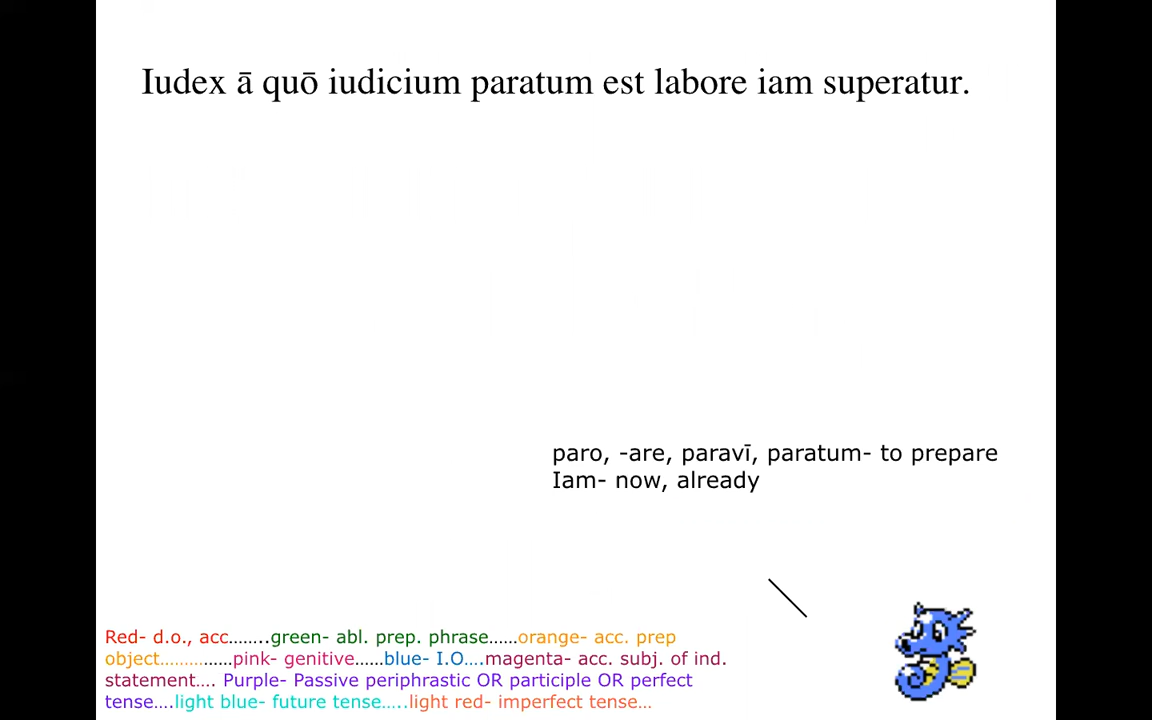 Iudex ā quō iudicium paratum est labore iam superatur.
paro, -are, paravī, paratum- to prepare
Iam- now, already
Red- d.o., acc……..green- abl. prep. phrase……orange- acc. prep
object……………pink- genitive……blue- I.O….magenta- acc. subj. of ind.
statement…. Purple- Passive periphrastic OR participle OR perfect
tense….light blue- future tense…..light red- imperfect tense…